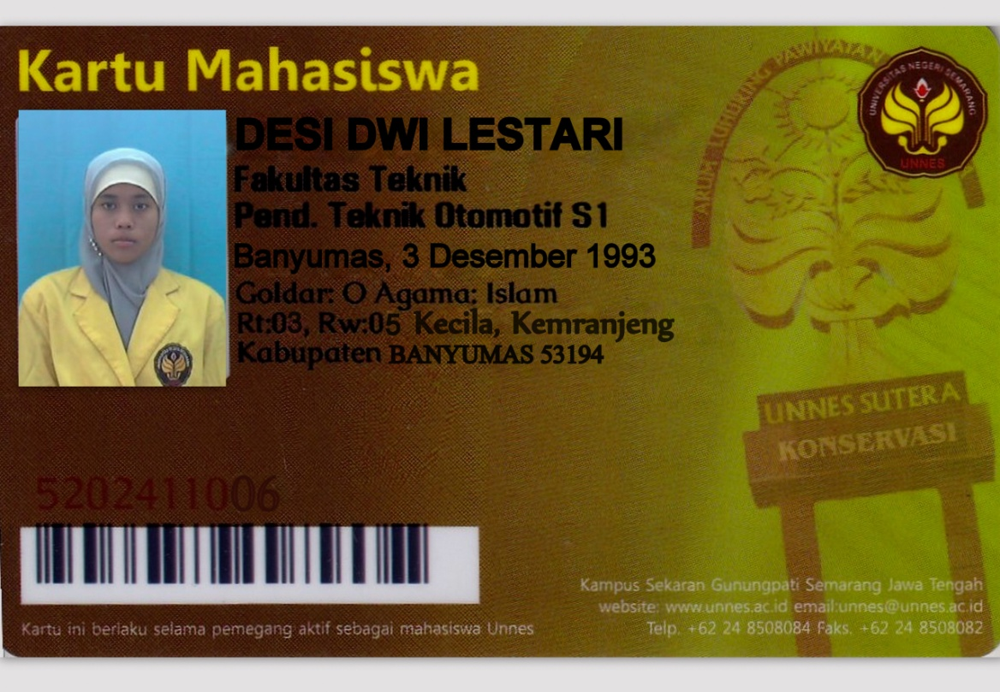 Kartu Mahasiswa
DESI DWI LESTARI
Fakultas Teknik
Pend. Teknik Otomotif S1
Banyumas, 3 Desember 1993
Goldar: O Agama: Islam
Rt:03, Rw:05 Kecila, Kemranjeng
Kabupaten BANYUMAS 53194
5202411006
Kartu ini berlaku selama pemegang aktif sebagai mahasiswa Unnes
ARUM LUHURING PAWIYATAN
UNIVERSITAS NEGERI SEMARANG
UNNES
UNNES SUTERA
KONSERVASI
Kampus Sekaran Gunungpati Semarang Jawa Tengah
website: www.unnes.ac.id email:unnes@unnes.ac.id
Telp. +62 24 8508084 Faks. +62 24 8508082